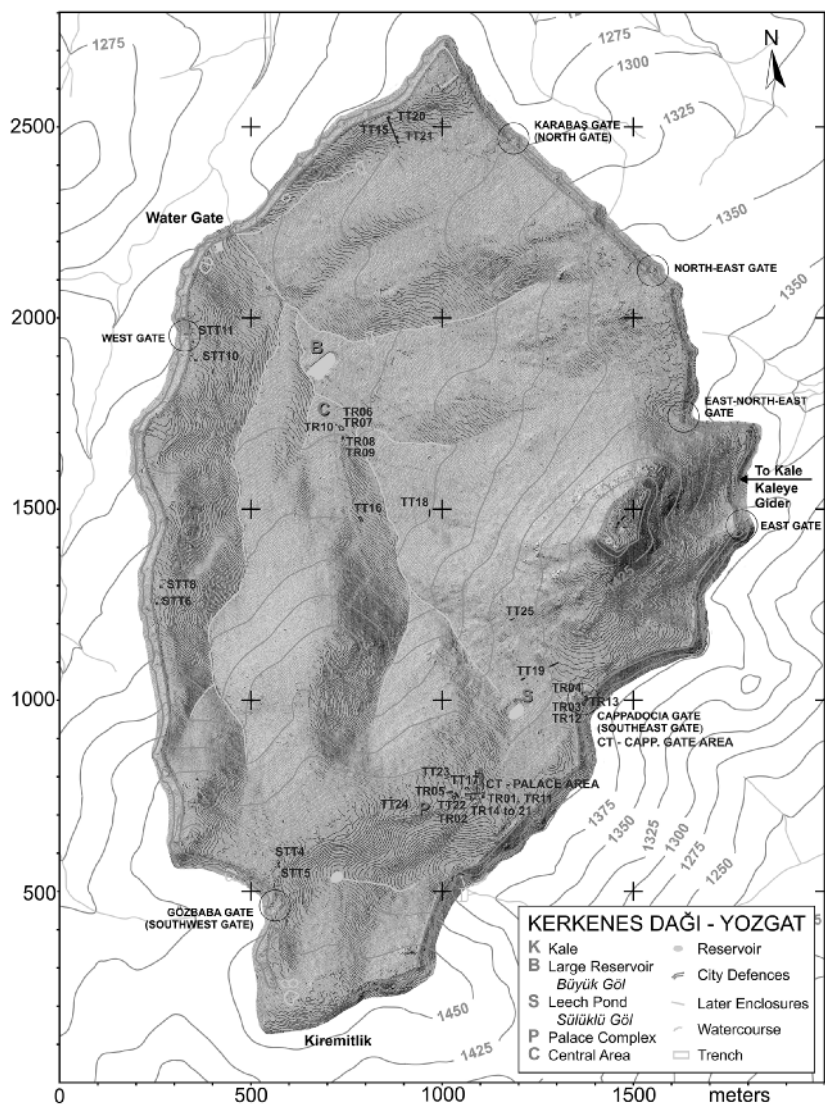 1275
1275
1300
1325
1350
1350
N
2500
2000
1500
1000
500
0
500
1000
1500
meters
TT20
TT15
TT21
KARABAŞ GATE
(NORTH GATE)
Water Gate
NORTH-EAST GATE
WEST GATE
STT11
STT10
B
C
TR06
TR07
TR10
TR08
TR09
EAST-NORTH-EAST
GATE
To Kale
Kaleye
Gider
EAST GATE
TT18
TT16
STT8
STT6
TT25
TT19
S
TR04
TR13
TR03
TR12
CAPPADOCIA GATE
(SOUTHEAST GATE)
CT - CAPP. GATE AREA
TT23
TT17
CT - PALACE AREA
TR05
TR01, TR11
TT24
TT22
TR14 to 21
TR02
STT4
STT5
GÖZBABA GATE
(SOUTHWEST GATE)
1375
1350
1325
1300
1275
1250
1450
1425
Kiremitlik
KERKENES DAĞI - YOZGAT
K Kale
B Large Reservoir
Büyük Göl
S Leech Pond
Sülüklü Göl
P Palace Complex
C Central Area
Reservoir
City Defences
Later Enclosures
Watercourse
Trench